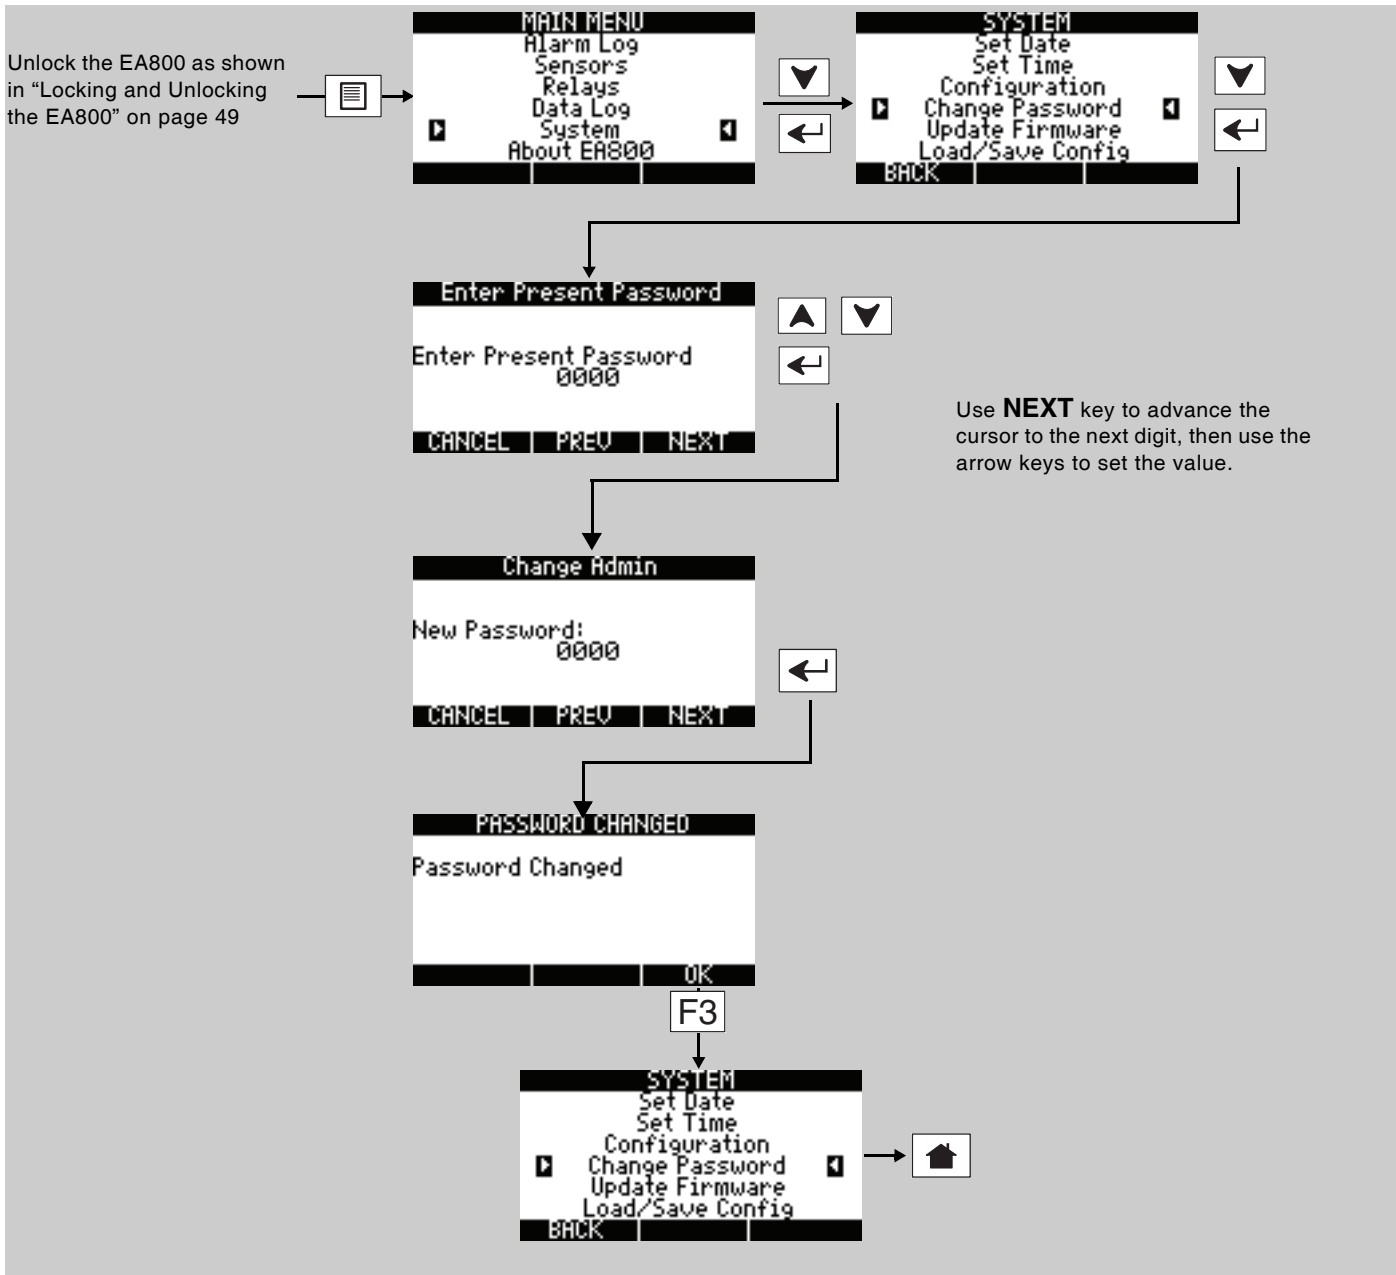 Unlock the EA800 as shown
in “Locking and Unlocking
the EA800” on page 49
MAIN MENU
Alarm Log
Sensors
Relays
Data Log
System
About EA800
SYSTEM
Set Date
Set Time
Configuration
Change Password
Update Firmware
Load/Save Config
BACK
Enter Present Password
Enter Present Password
0000
CANCEL PREV NEXT
Use NEXT key to advance the
cursor to the next digit, then use the
arrow keys to set the value.
Change Admin
New Password:
0000
CANCEL PREV NEXT
PASSWORD CHANGED
Password Changed
OK
F3
SYSTEM
Set Date
Set Time
Configuration
Change Password
Update Firmware
Load/Save Config
BACK